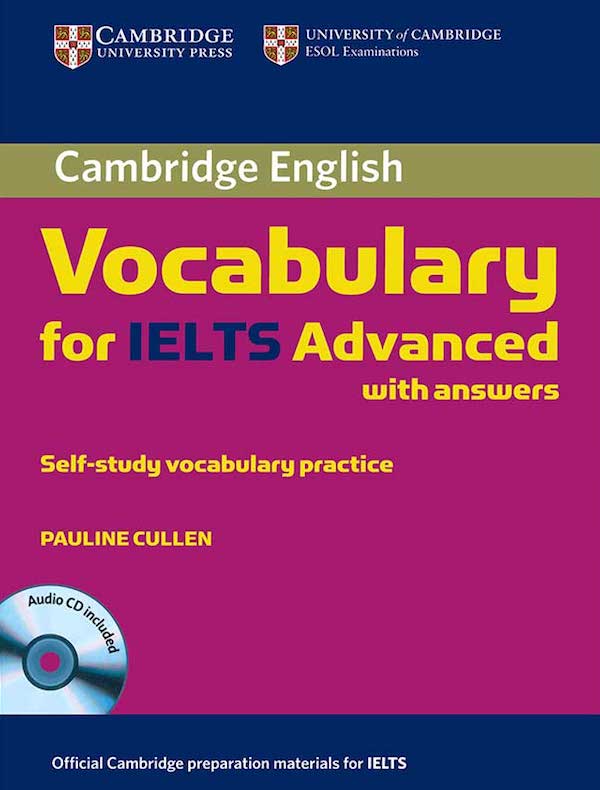 CAMBRIDGE
UNIVERSITY PRESS
UNIVERSITY of CAMBRIDGE
ESOL Examinations
Cambridge English
Vocabulary
for IELTS Advanced
with answers
Self-study vocabulary practice
PAULINE CULLEN
Audio CD included
Official Cambridge preparation materials for IELTS